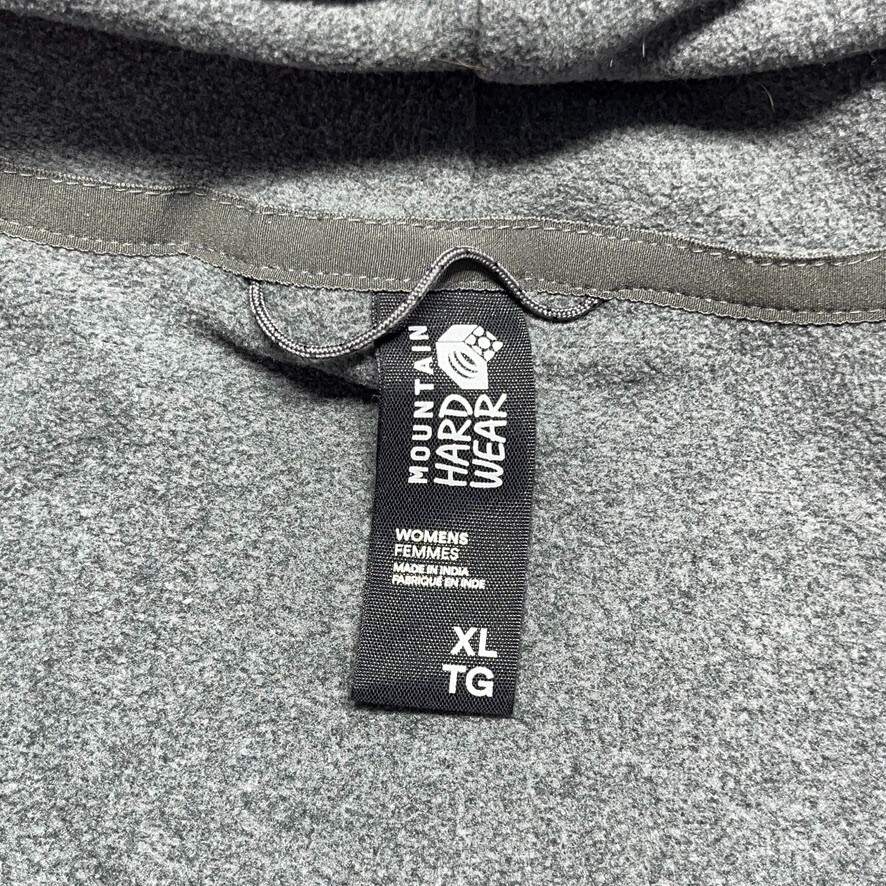 MOUNTAIN
HARD
WEAR
WOMENS
FEMMES
MADE IN INDIA
FABRIQUÉ EN INDE
XL
TG